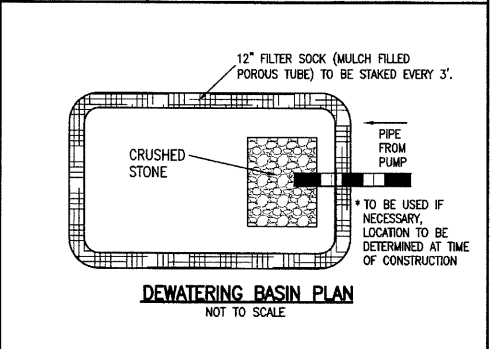 12" FILTER SOCK (MULCH FILLED
POROUS TUBE) TO BE STAKED EVERY 3'.
CRUSHED
STONE
PIPE
FROM
PUMP
* TO BE USED IF
NECESSARY,
LOCATION TO BE
DETERMINED AT TIME
OF CONSTRUCTION
DEWATERING BASIN PLAN
NOT TO SCALE